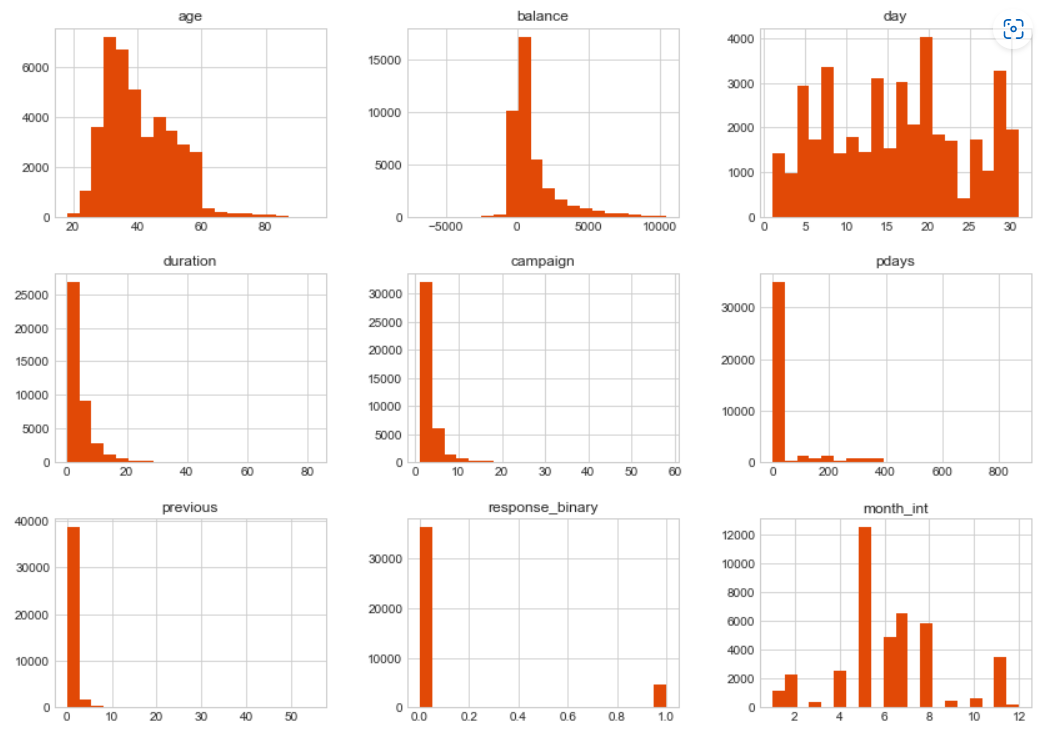 age
6000
4000
2000
0
20 40 60 80
balance
15000
10000
5000
0
−5000 0 5000 10000
day
4000
3000
2000
1000
0
0 5 10 15 20 25 30
duration
25000
20000
15000
10000
5000
0
0 20 40 60 80
campaign
30000
25000
20000
15000
10000
5000
0
0 10 20 30 40 50 60
pdays
30000
20000
10000
0
0 200 400 600 800
previous
40000
30000
20000
10000
0
0 10 20 30 40 50
response_binary
30000
20000
10000
0
0.0 0.2 0.4 0.6 0.8 1.0
month_int
12000
10000
8000
6000
4000
2000
0
2 4 6 8 10 12